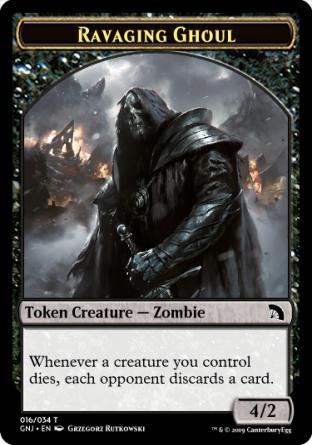 Ravaging Ghoul
Token Creature — Zombie
Whenever a creature you control
dies, each opponent discards a card.
4/2
016/034 T
GNJ • EN Grzegorz Rutkowski
™ & © 2019 CanterburyEgg